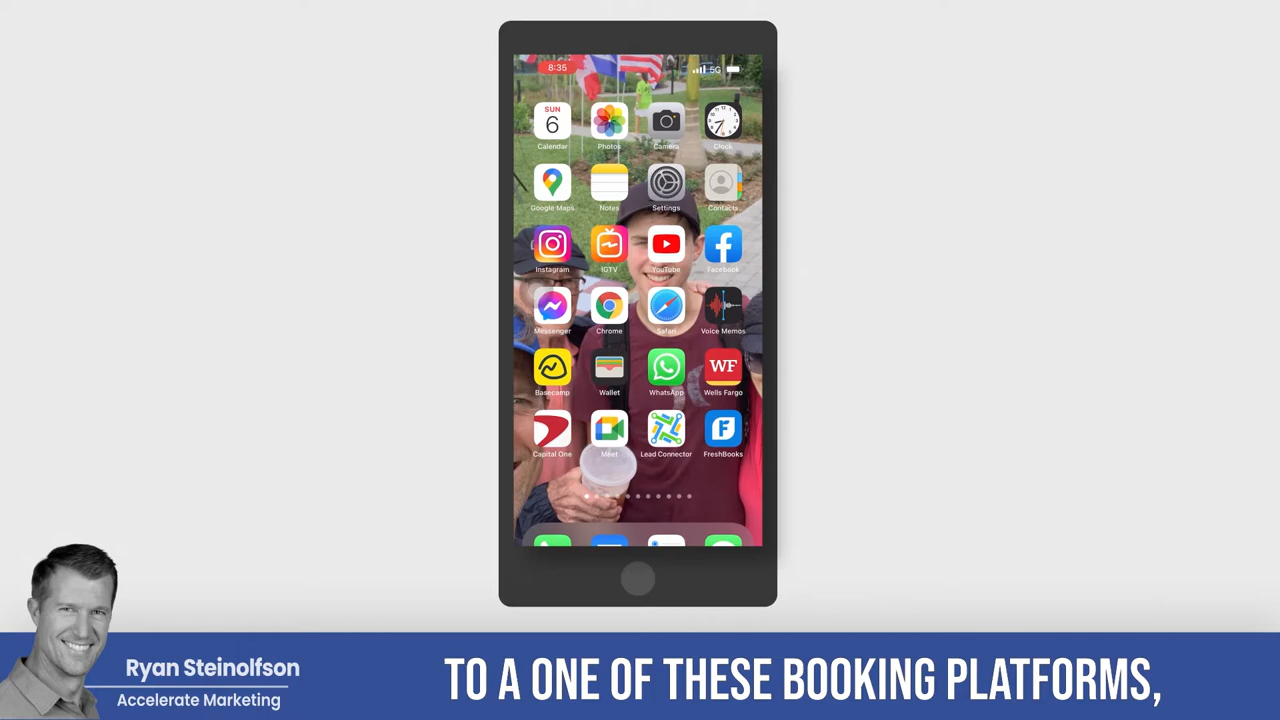 8:35
5G
SUN
6
Calendar
Photos
Camera
Clock
Google Maps
Notes
Settings
Contacts
Instagram
IGTV
YouTube
Facebook
Messenger
Chrome
Safari
Voice Memos
WF
Basecamp
Wallet
WhatsApp
Wells Fargo
F
Capital One
Meet
Lead Connector
FreshBooks
Ryan Steinolfson
Accelerate Marketing
TO A ONE OF THESE BOOKING PLATFORMS,